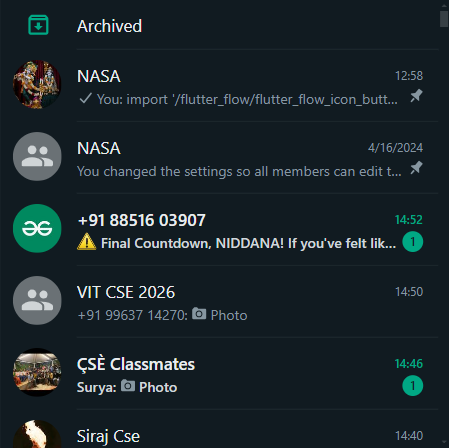 Archived
NASA 12:58
You: import '/flutter_flow/flutter_flow_icon_butt...
NASA 4/16/2024
You changed the settings so all members can edit t...
+91 88516 03907 14:52
⚠️ Final Countdown, NIDDANA! If you've felt lik... 1
VIT CSE 2026 14:50
+91 99637 14270: 📷 Photo
ÇSÈ Classmates 14:46
Surya: 📷 Photo 1
Siraj Cse 14:40